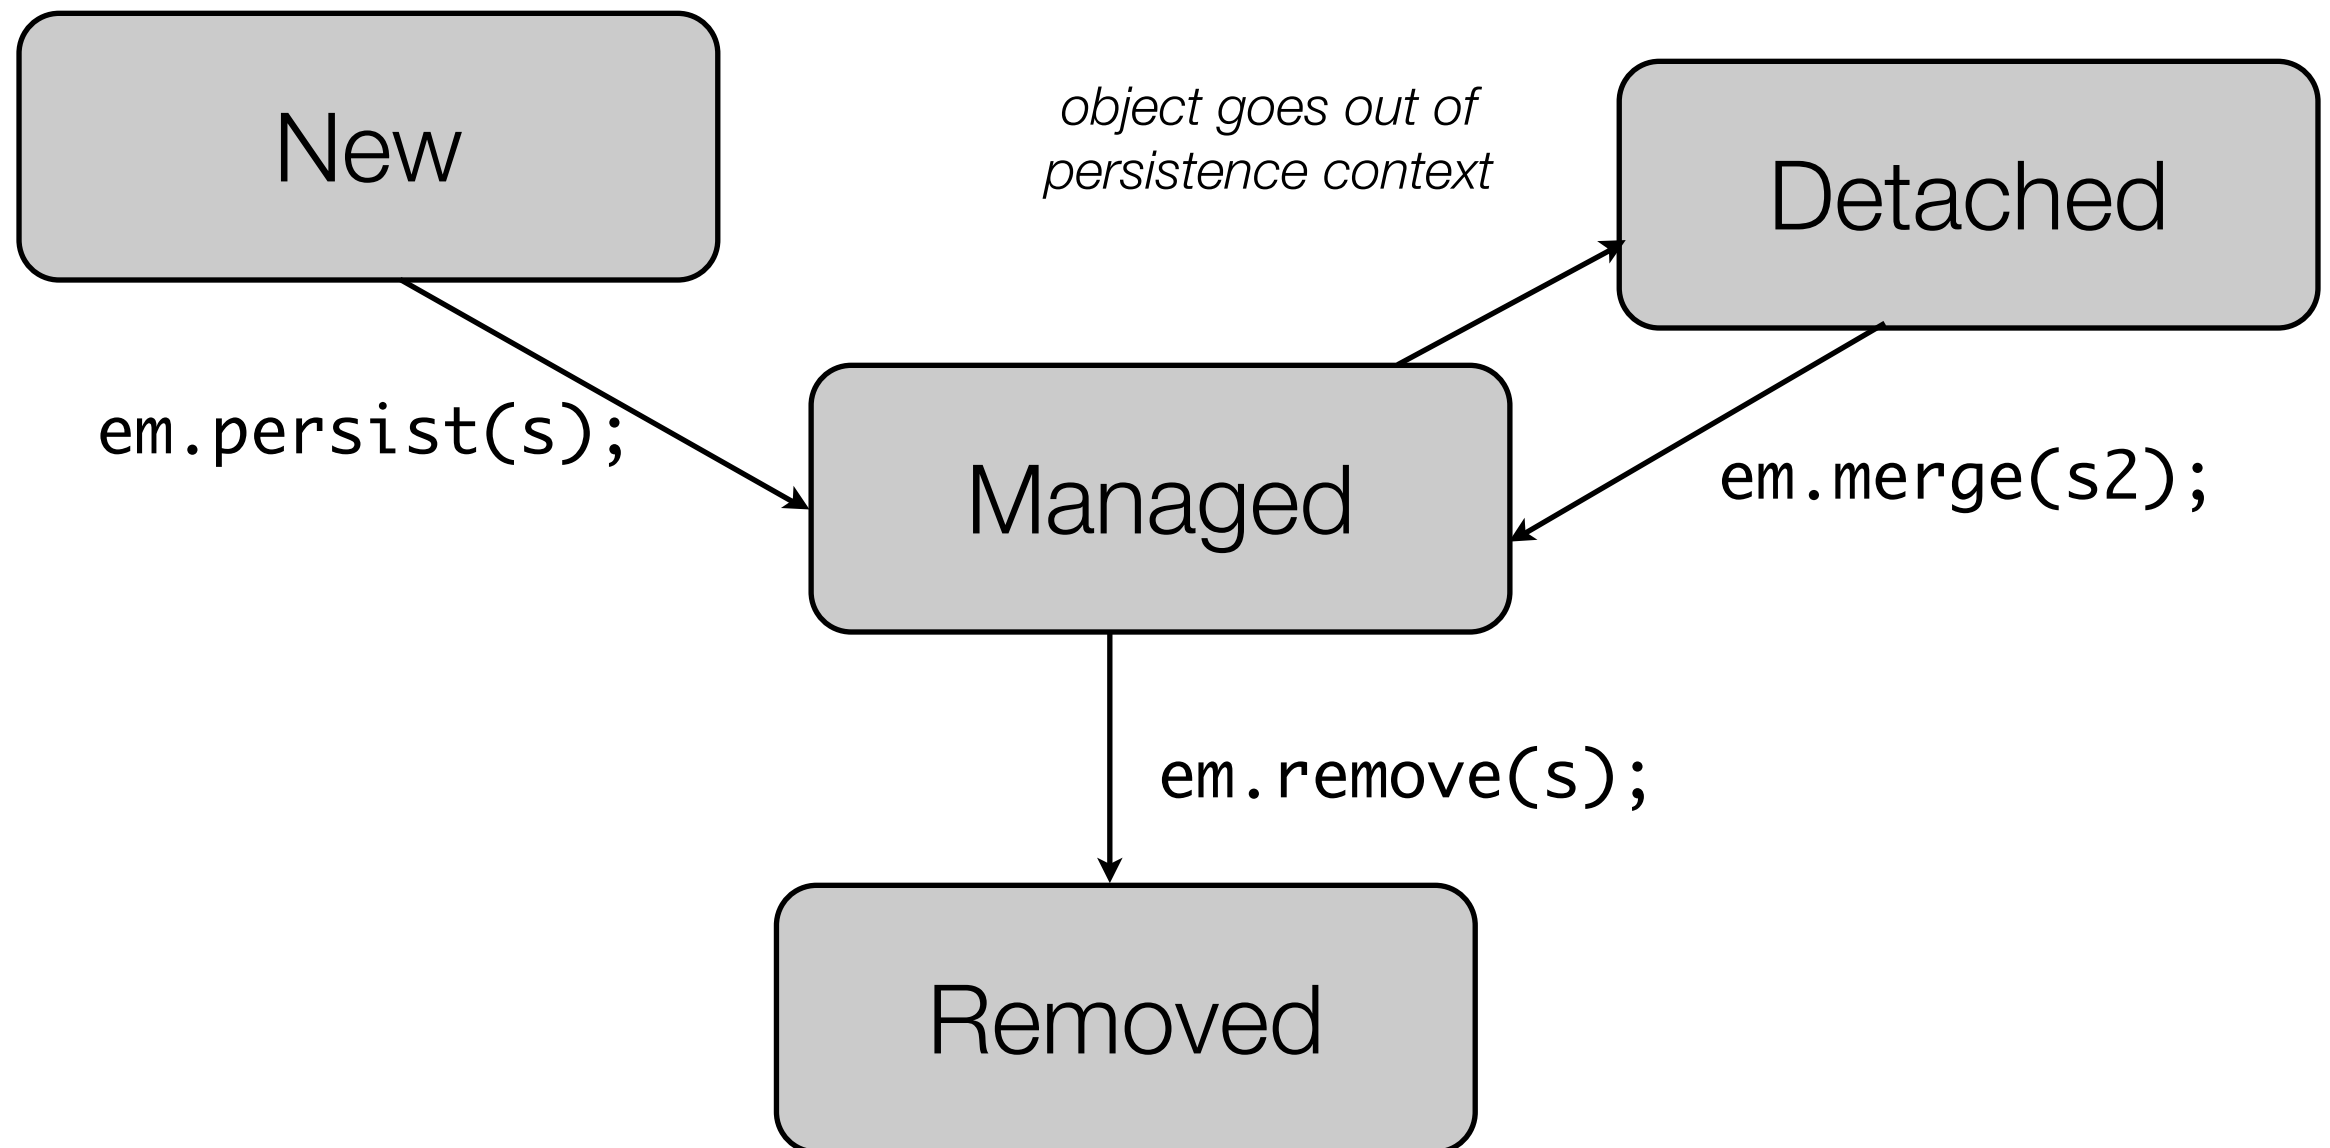 New
object goes out of
persistence context
Detached
em.persist(s);
Managed
em.merge(s2);
em.remove(s);
Removed